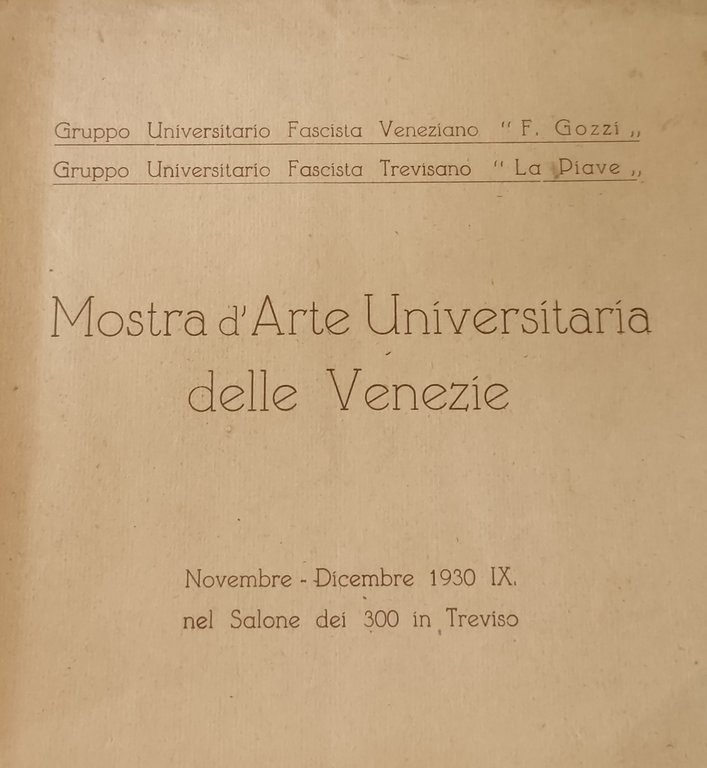 Gruppo Universitario Fascista Veneziano “ F. Gozzi „
Gruppo Universitario Fascista Trevisano “ La Piave „
Mostra d'Arte Universitaria
delle Venezie
Novembre - Dicembre 1930 IX.
nel Salone dei 300 in Treviso